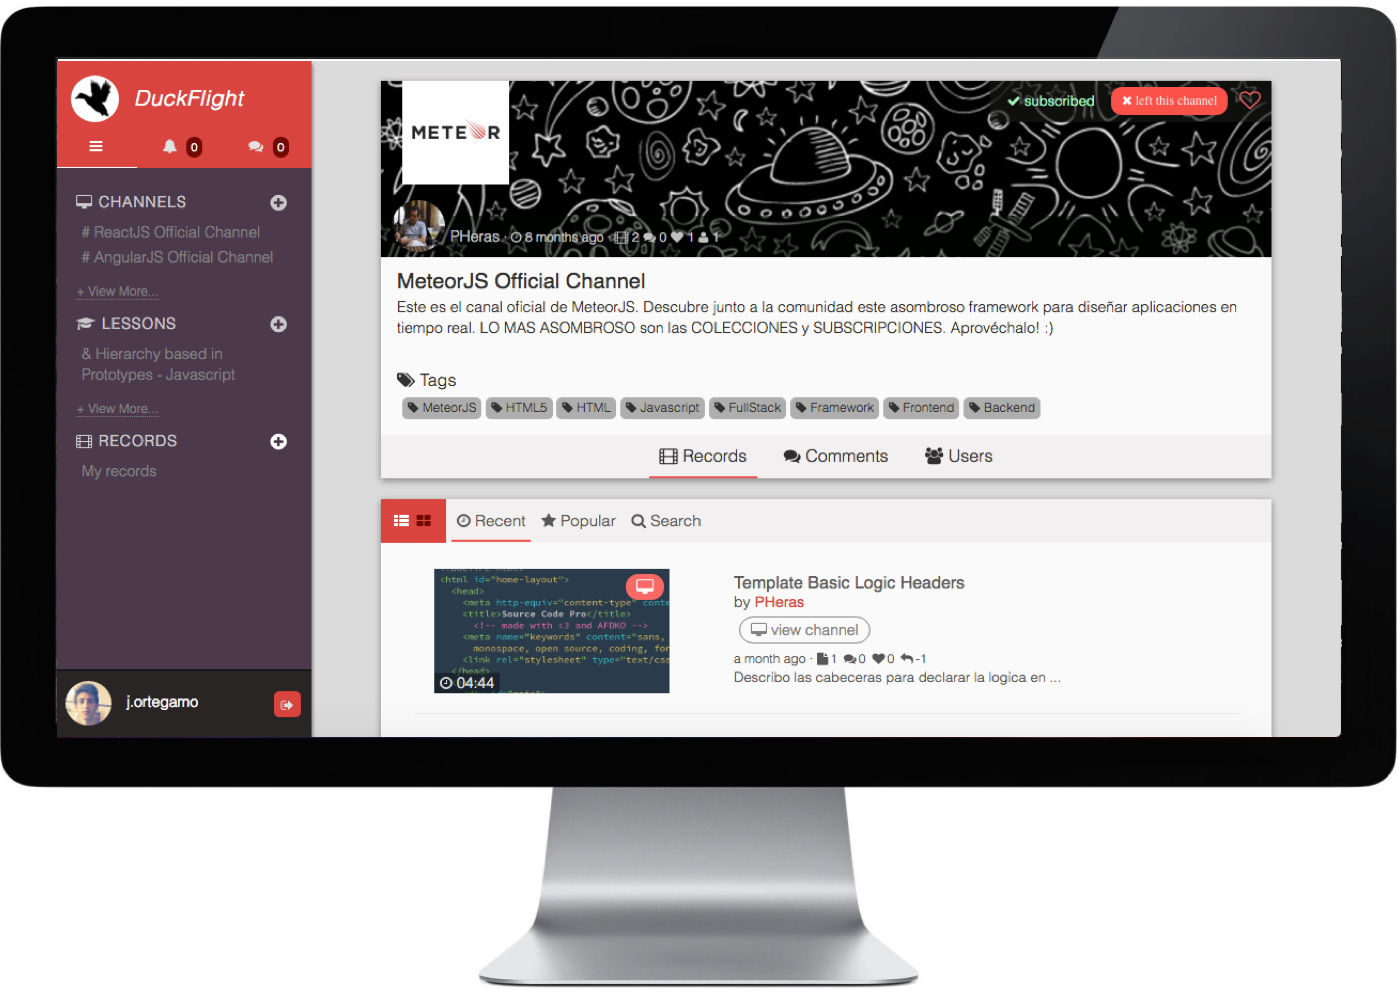 DuckFlight
0
0
CHANNELS
# ReactJS Official Channel
# AngularJS Official Channel
+ View More...
LESSONS
& Hierarchy based in
Prototypes - Javascript
+ View More...
RECORDS
My records
j.ortegamo
METEOR
subscribed
left this channel
PHeras · 8 months ago · 2 0 1 1
MeteorJS Official Channel
Este es el canal oficial de MeteorJS. Descubre junto a la comunidad este asombroso framework para diseñar aplicaciones en
tiempo real. LO MAS ASOMBROSO son las COLECCIONES y SUBSCRIPCIONES. Aprovéchalo! :)
Tags
MeteorJS HTML5 HTML Javascript FullStack Framework Frontend Backend
Records Comments Users
Recent Popular Search
<html id="home-layout">
<head>
<meta http-equiv="content-type" conte
<title>Source Code Pro</title>
<!-- made with <3 and AFDKO -->
<meta name="keywords" content="sans,
monospace, open source, coding, fon
<link rel="stylesheet" type="text/css
</head>
04:44
Template Basic Logic Headers
by PHeras
view channel
a month ago · 1 0 0 -1
Describo las cabeceras para declarar la logica en ...